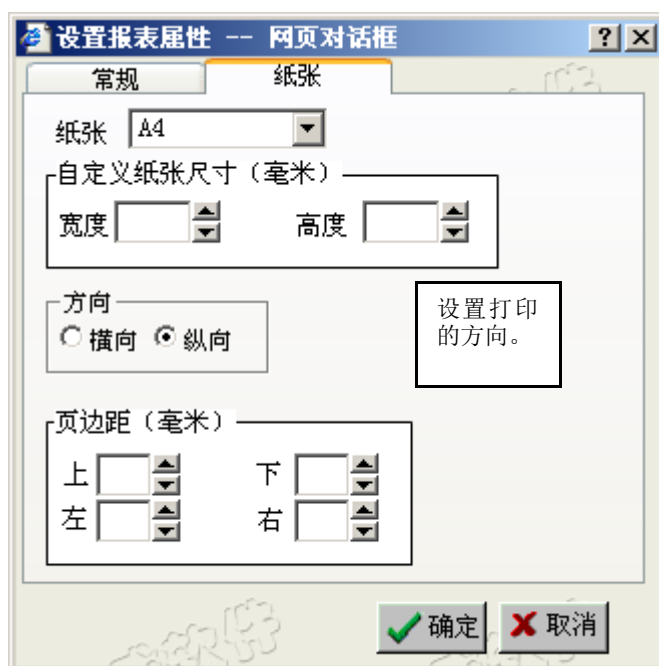 设置报表属性 -- 网页对话框
常规 纸张
纸张 A4
自定义纸张尺寸（毫米）
宽度 高度
方向
横向 纵向
设置打印
的方向。
页边距（毫米）
上 下
左 右
确定 取消